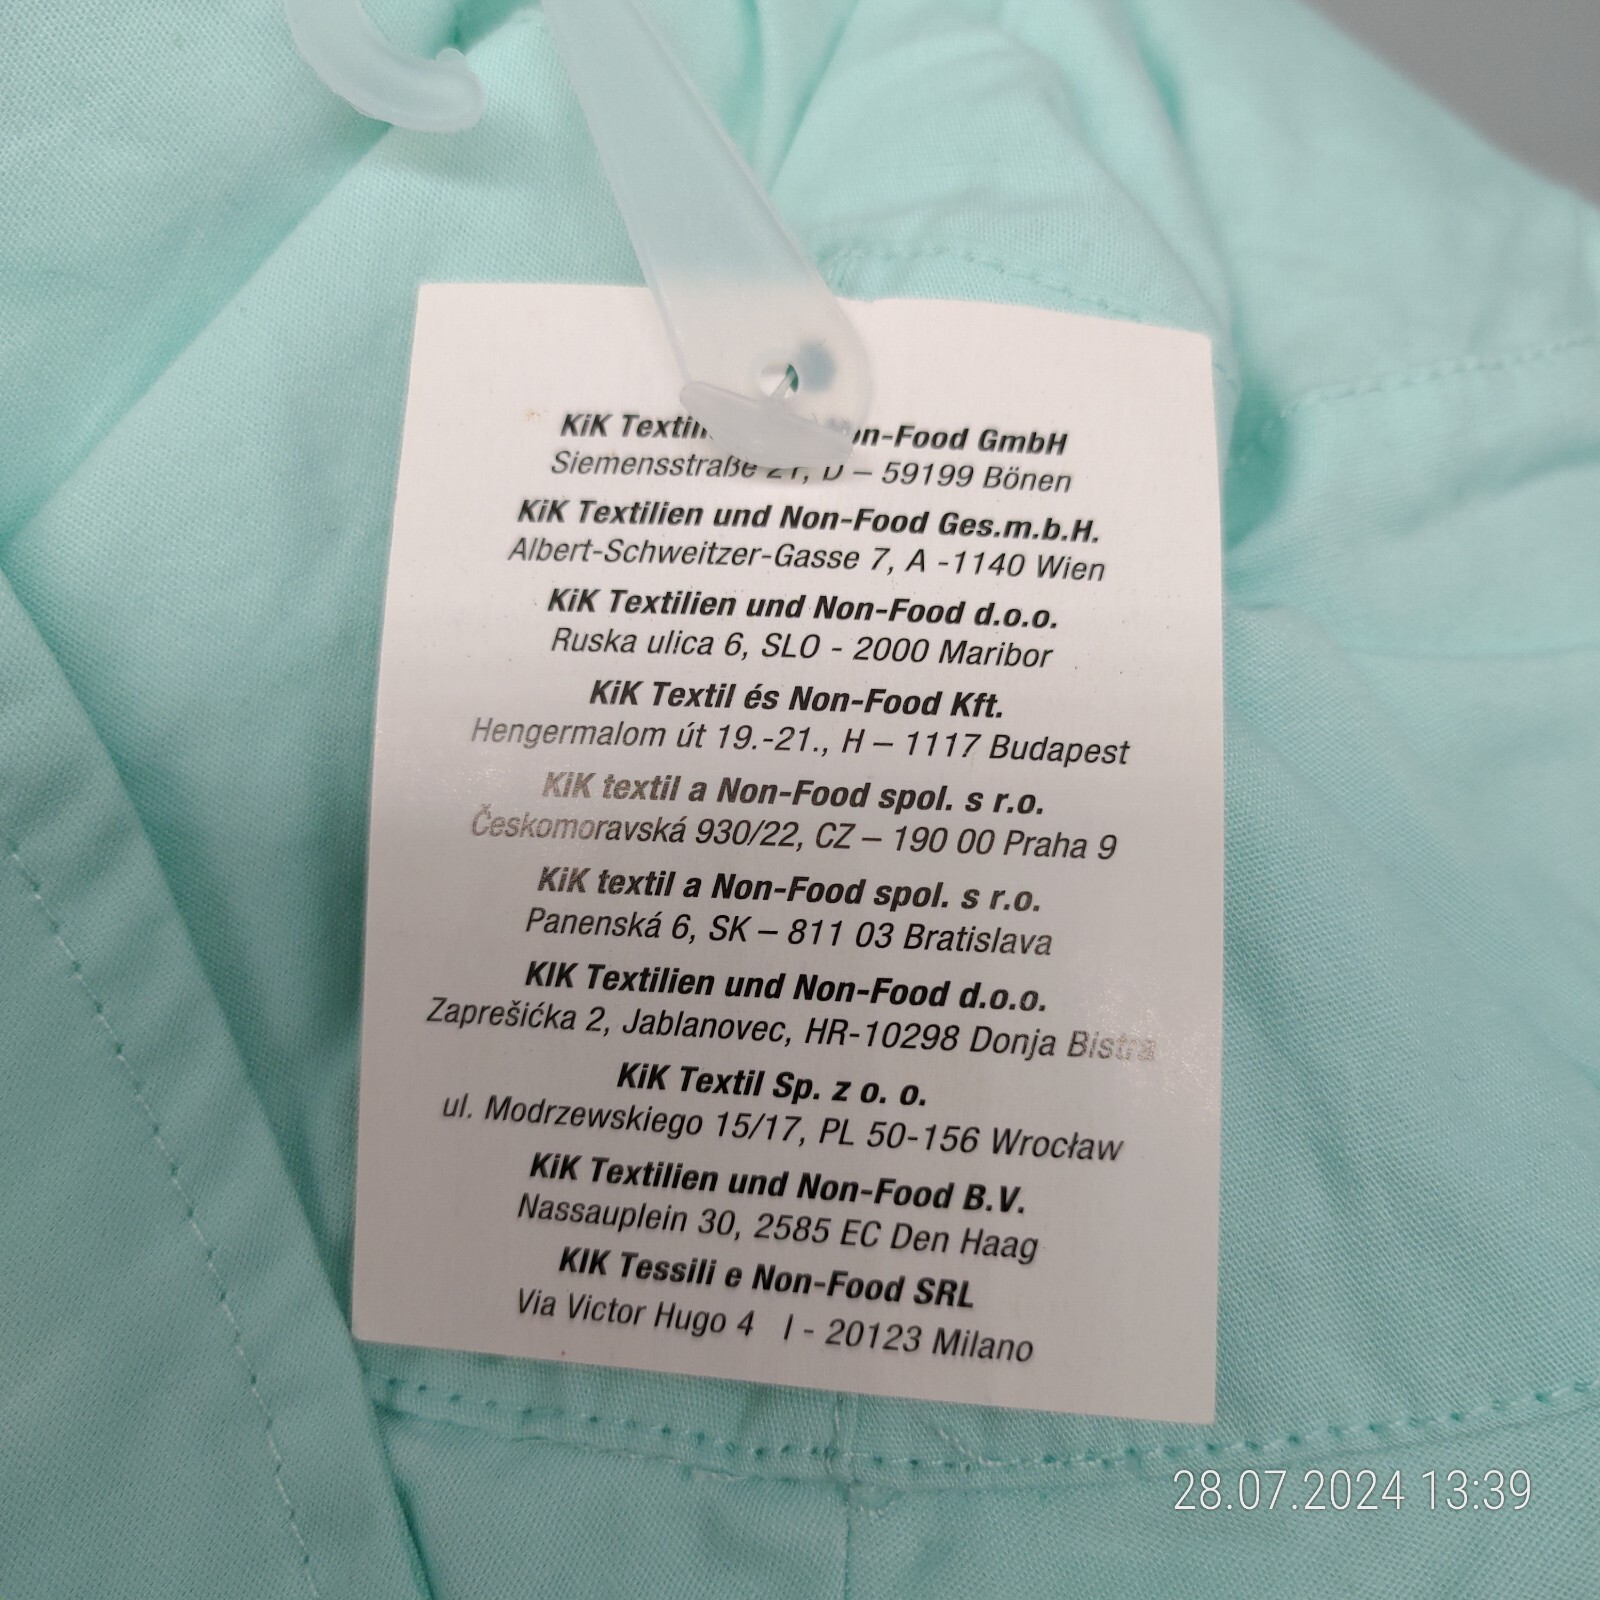 KiK Textil -Food GmbH
Siemensstraße 21, D – 59199 Bönen
KiK Textilien und Non-Food Ges.m.b.H.
Albert-Schweitzer-Gasse 7, A -1140 Wien
KiK Textilien und Non-Food d.o.o.
Ruska ulica 6, SLO - 2000 Maribor
KiK Textil és Non-Food Kft.
Hengermalom út 19.-21., H – 1117 Budapest
KiK textil a Non-Food spol. s r.o.
Českomoravská 930/22, CZ – 190 00 Praha 9
KiK textil a Non-Food spol. s r.o.
Panenská 6, SK – 811 03 Bratislava
KIK Textilien und Non-Food d.o.o.
Zaprešićka 2, Jablanovec, HR-10298 Donja Bistra
KiK Textil Sp. z o. o.
ul. Modrzewskiego 15/17, PL 50-156 Wrocław
KiK Textilien und Non-Food B.V.
Nassauplein 30, 2585 EC Den Haag
KIK Tessili e Non-Food SRL
Via Victor Hugo 4 I - 20123 Milano
28.07.2024 13:39